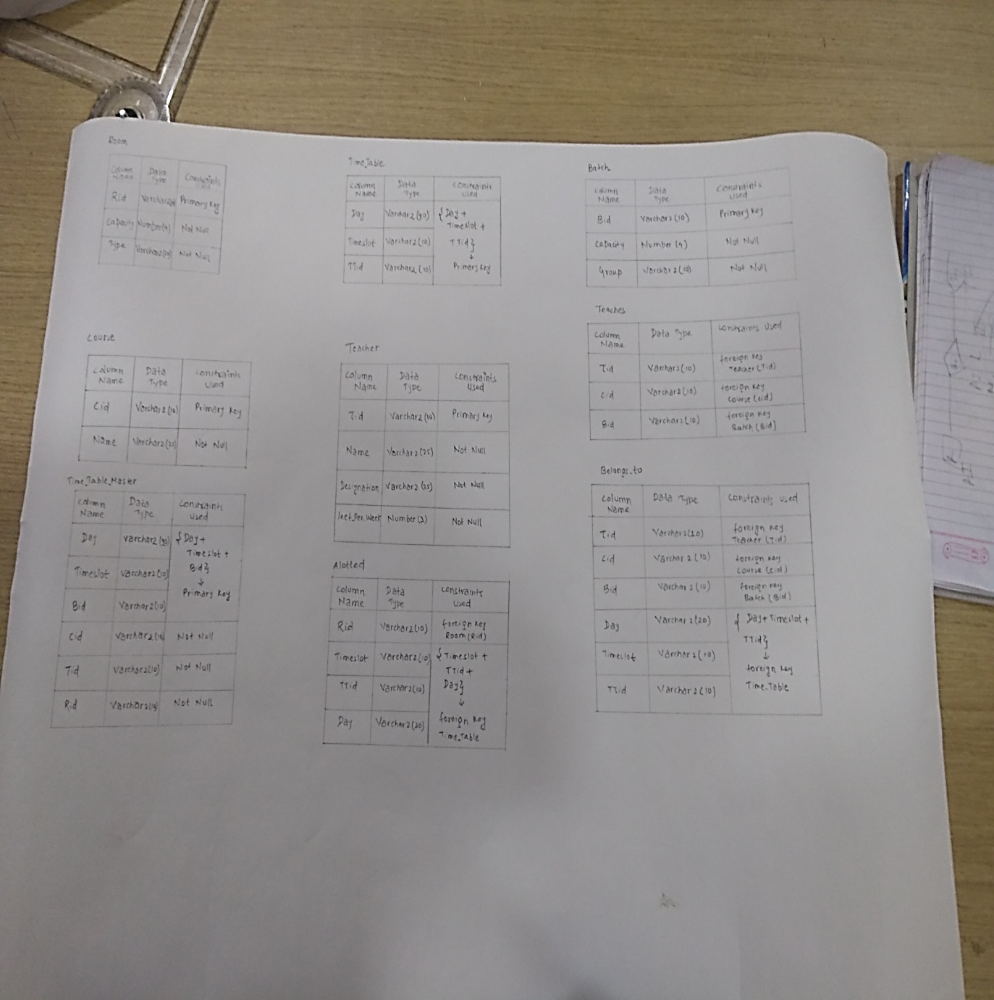 Room
Column Name Data Type Constraints Used
Rid Primary Key
Capacity Number(4) Not Null
Type Not Null
Time_Table
Column Name Data Type Constraints Used
Day { Day +
Timeslot +
Timeslot Varchar2(10) TTid}
↓
TTid Varchar2(10) Primary Key
Batch
Column Name Data Type Constraints Used
Bid Varchar2(10) Primary Key
Capacity Number (4) Not Null
Group Varchar2(10) Not Null
Teaches
Column Name Data Type Constraints Used
Tid Varchar2(10) foreign key
Teacher(Tid)
Cid Varchar2(10) foreign key
Course(cid)
Bid Varchar2(10) foreign key
Batch(Bid)
Course
Column Name Data Type Constraints Used
Cid Varchar2(10) Primary Key
Name Varchar2(25) Not Null
Teacher
Column Name Data Type Constraints Used
Tid Varchar2(10) Primary Key
Name Varchar2(25) Not Null
Designation Not Null
lect_Per_Week Number(3) Not Null
Time_Table_Master
Column Name Data Type Constraints Used
Day { Day +
Timeslot +
Timeslot Varchar2(10) Bid}
↓
Bid Varchar2(10) Primary Key
Cid Varchar2(10) Not Null
Tid Varchar2(10) Not Null
Rid Varchar2(10) Not Null
Alotted
Column Name Data Type Constraints Used
Rid Varchar2(10) foreign key
Room(Rid)
Timeslot Varchar2(10) { Timeslot +
TTid +
TTid Varchar2(10) Day}
↓
Day Varchar2(20) foreign key
Time_Table
Belongs_to
Column Name Data Type Constraints used
Tid Varchar2(10) foreign key
Teacher(Tid)
Cid Varchar2(10) foreign key
Course(cid)
Bid Varchar2(10) foreign key
Batch(Bid)
Day Varchar2(20) { Day + Timeslot +
TTid}
Timeslot Varchar2(10) ↓
foreign key
TTid Varchar2(10) Time_Table